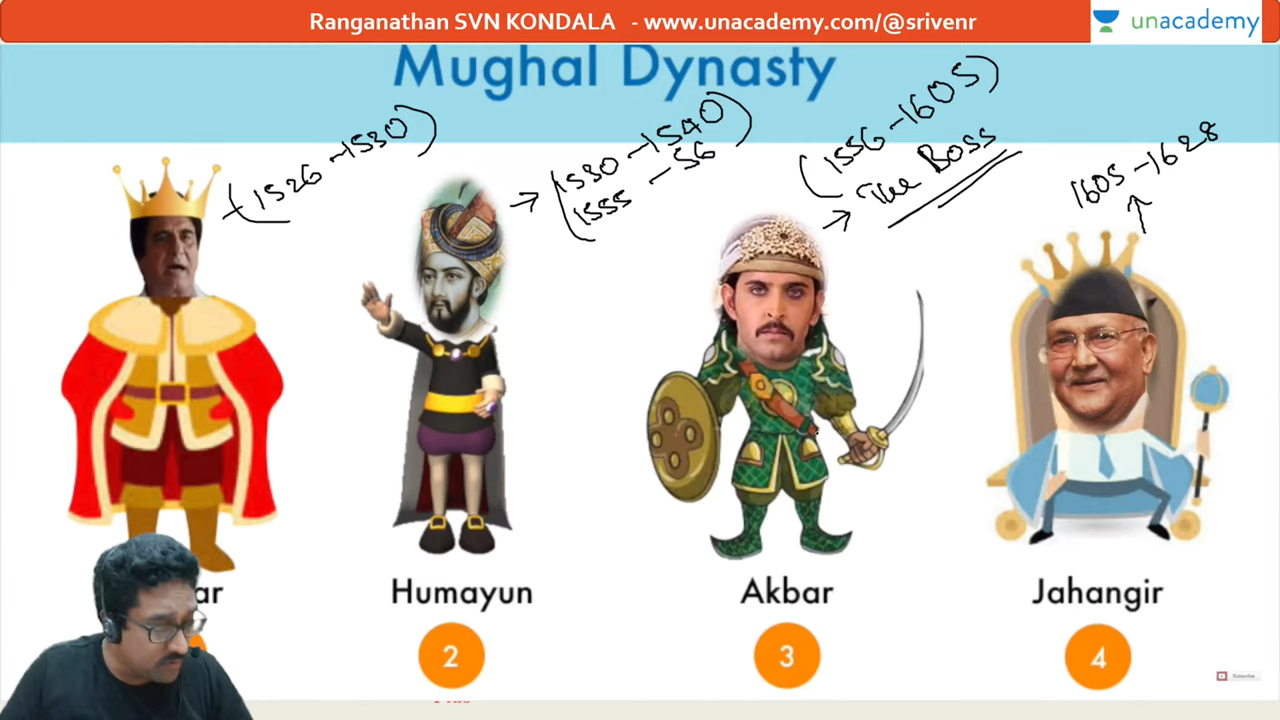 Ranganathan SVN KONDALA - www.unacademy.com/@srivenr
unacademy
Mughal Dynasty
(1526-1530)
(1530-1540)
1555-56
(1556-1605)
The Boss
1605-1628
ar
Humayun
Akbar
Jahangir
2
3
4
Subscribe